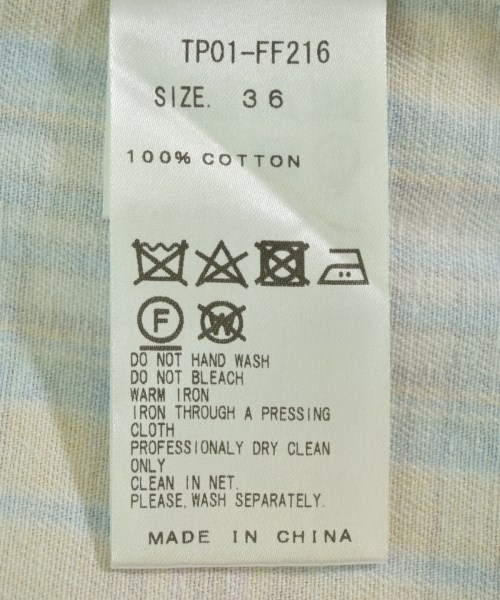 TP01-FF216
SIZE. 36
100% COTTON
F W
DO NOT HAND WASH
DO NOT BLEACH
WARM IRON
IRON THROUGH A PRESSING
CLOTH
PROFESSIONALY DRY CLEAN
ONLY
CLEAN IN NET.
PLEASE, WASH SEPARATELY.
MADE IN CHINA